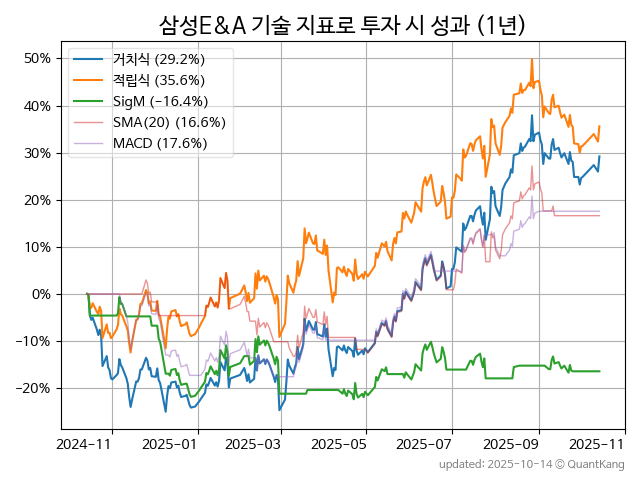 삼성E&A 기술 지표로 투자 시 성과 (1년)
거치식 (29.2%)
적립식 (35.6%)
SigM (−16.4%)
SMA(20) (16.6%)
MACD (17.6%)
50%
40%
30%
20%
10%
0%
−10%
−20%
2024-11 2025-01 2025-03 2025-05 2025-07 2025-09 2025-11
updated: 2025-10-14 © QuantKang